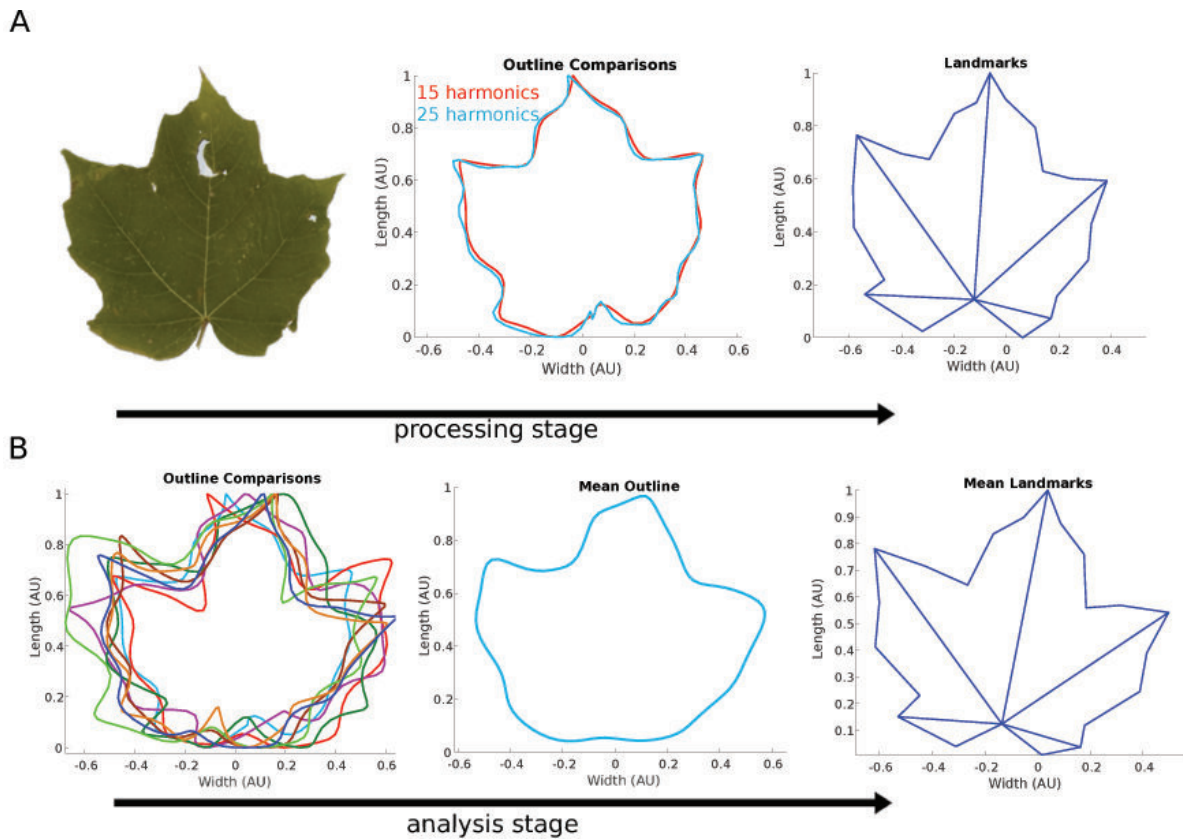 A
Outline Comparisons
15 harmonics
25 harmonics
1
0.8
0.6
0.4
0.2
0
Length (AU)
-0.6 -0.4 -0.2 0 0.2 0.4 0.6
Width (AU)
Landmarks
1
0.8
0.6
0.4
0.2
0
Length (AU)
-0.6 -0.4 -0.2 0 0.2 0.4
Width (AU)
processing stage
B
Outline Comparisons
1
0.8
0.6
0.4
0.2
0
Length (AU)
-0.6 -0.4 -0.2 0 0.2 0.4 0.6
Width (AU)
Mean Outline
1
0.8
0.6
0.4
0.2
0
Length (AU)
-0.6 -0.4 -0.2 0 0.2 0.4 0.6
Width (AU)
Mean Landmarks
1
0.9
0.8
0.7
0.6
0.5
0.4
0.3
0.2
0.1
Length (AU)
-0.6 -0.4 -0.2 0 0.2 0.4
Width (AU)
analysis stage